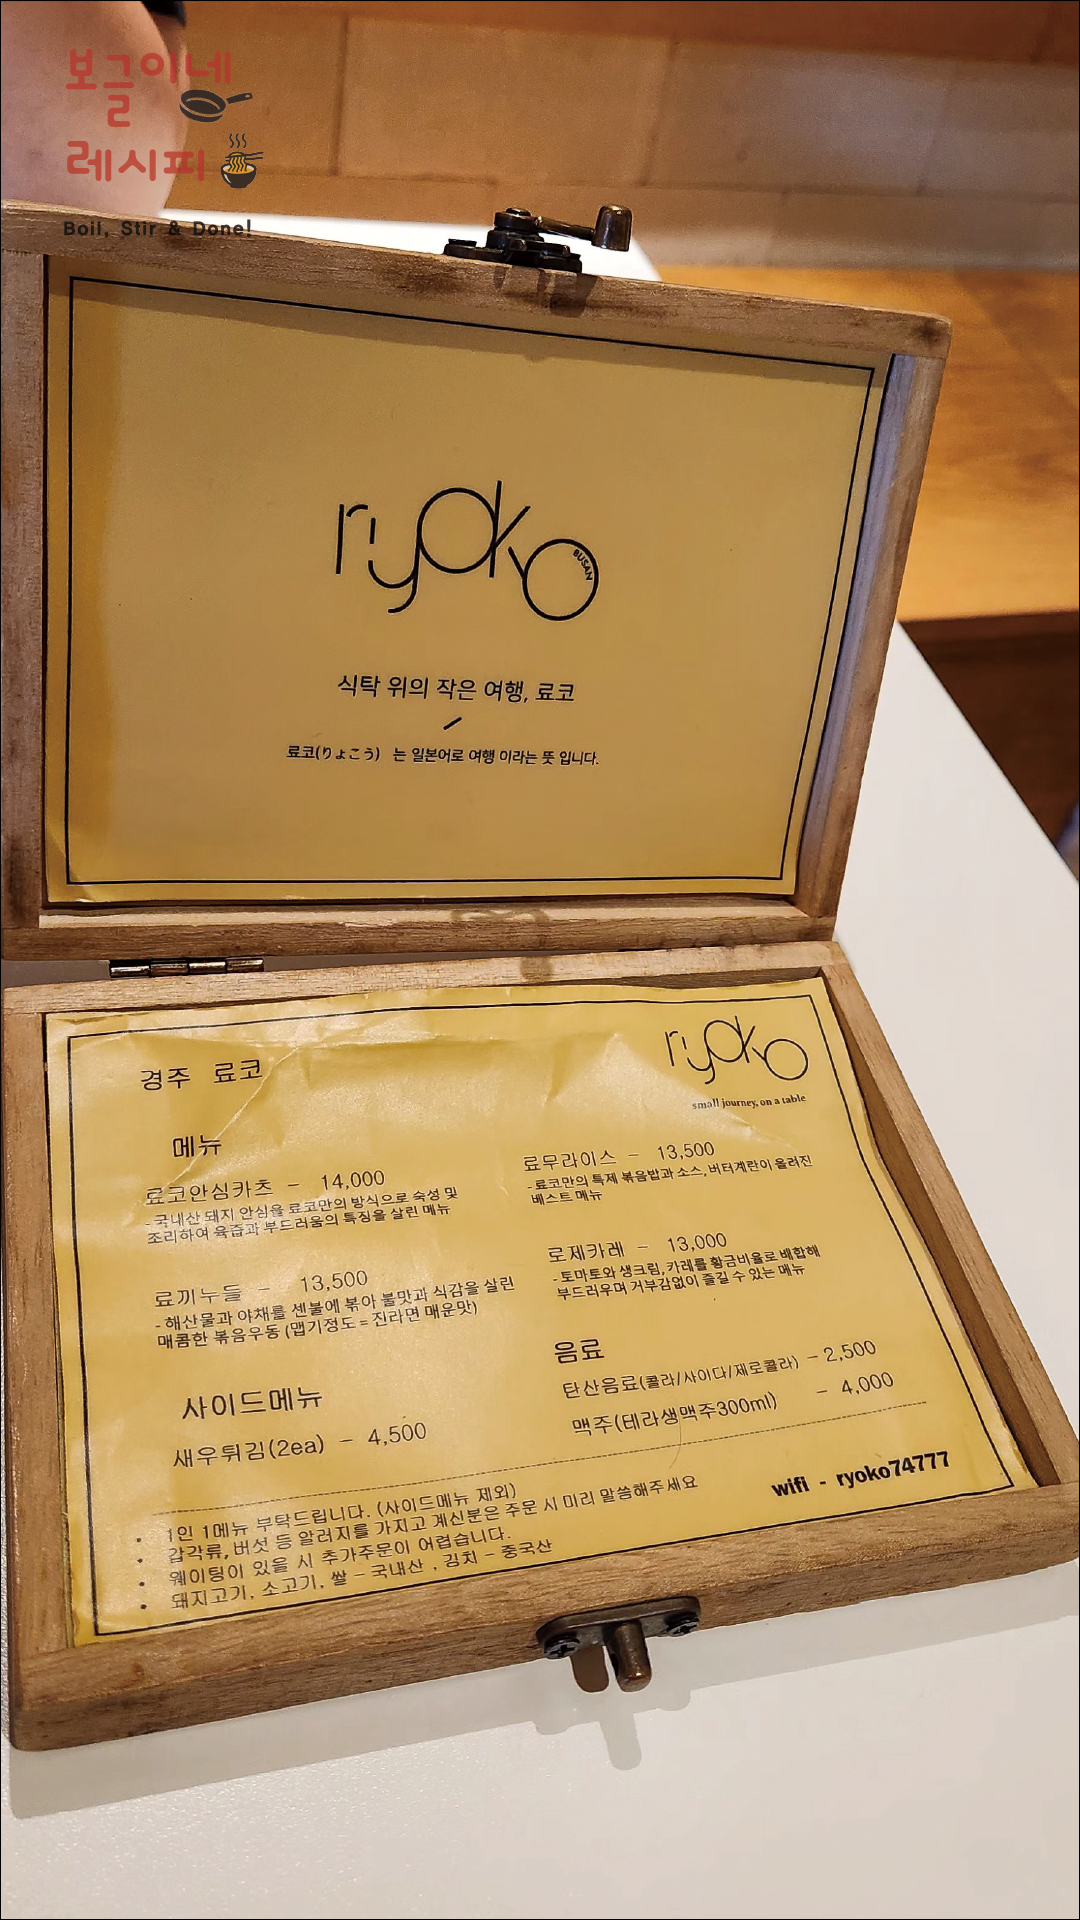 보글이네
레시피
Boil, Stir & Done!
ryoko
BUSAN
식탁 위의 작은 여행, 료코
료코(りょこう) 는 일본어로 여행 이라는 뜻 입니다.
ryoko
small journey, on a table
경주 료코
메뉴
료코안심카츠 - 14,000
- 국내산 돼지 안심을 료코만의 방식으로 숙성 및
조리하여 육즙과 부드러움의 특징을 살린 메뉴
료끼누들 - 13,500
- 해산물과 야채를 센불에 볶아 불맛과 식감을 살린
매콤한 볶음우동 (맵기정도 = 진라면 매운맛)
사이드메뉴
새우튀김(2ea) - 4,500
료무라이스 - 13,500
- 료코만의 특제 볶음밥과 소스, 버터계란이 올려진
베스트 메뉴
로제카레 - 13,000
- 토마토와 생크림, 카레를 황금비율로 배합해
부드러우며 거부감없이 즐길 수 있는 메뉴
음료
탄산음료(콜라/사이다/제로콜라) - 2,500
맥주(테라생맥주300ml) - 4,000
wifi - ryoko74777
• 1인 1메뉴 부탁드립니다. (사이드메뉴 제외)
• 갑각류, 버섯 등 알러지를 가지고 계신분은 주문 시 미리 말씀해주세요
• 웨이팅이 있을 시 추가주문이 어렵습니다.
• 돼지고기, 소고기, 쌀 - 국내산 , 김치 - 중국산